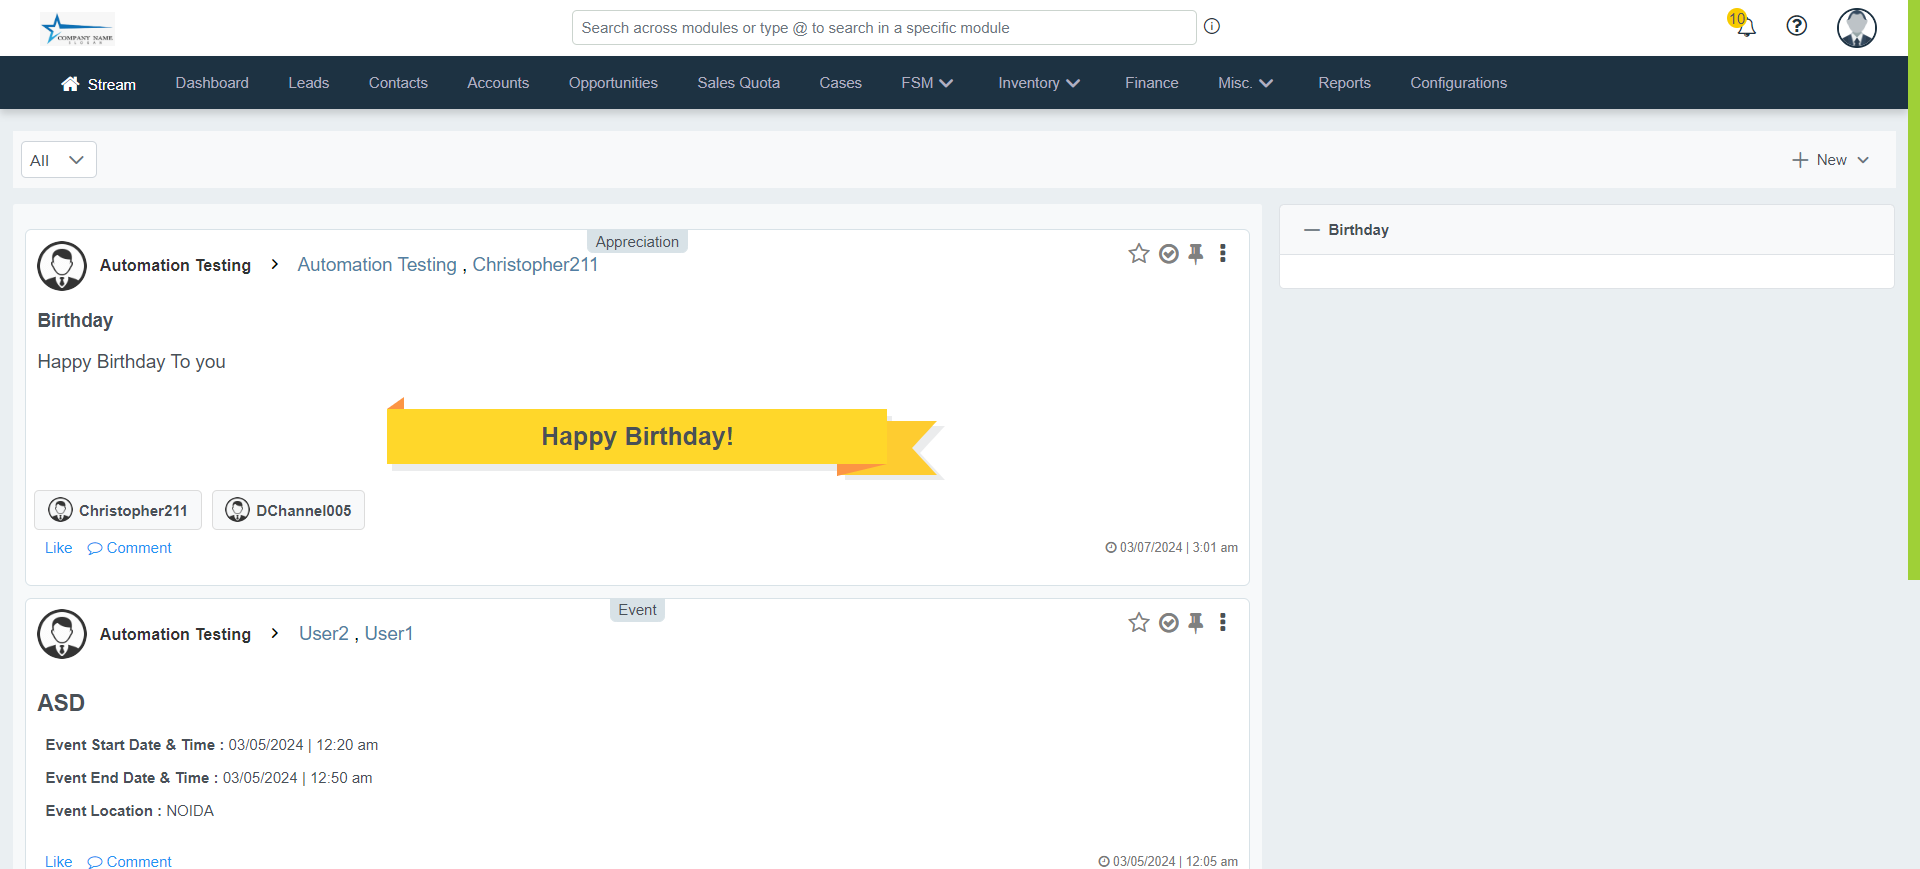 COMPANY NAME
Search across modules or type @ to search in a specific module
10
Stream Dashboard Leads Contacts Accounts Opportunities Sales Quota Cases FSM Inventory Finance Misc. Reports Configurations
All
New
Appreciation
Automation Testing > Automation Testing , Christopher211
Birthday
Happy Birthday To you
Happy Birthday!
Christopher211 DChannel005
Like Comment
03/07/2024 | 3:01 am
Event
Automation Testing > User2 , User1
ASD
Event Start Date & Time : 03/05/2024 | 12:20 am
Event End Date & Time : 03/05/2024 | 12:50 am
Event Location : NOIDA
Like Comment
03/05/2024 | 12:05 am
Birthday